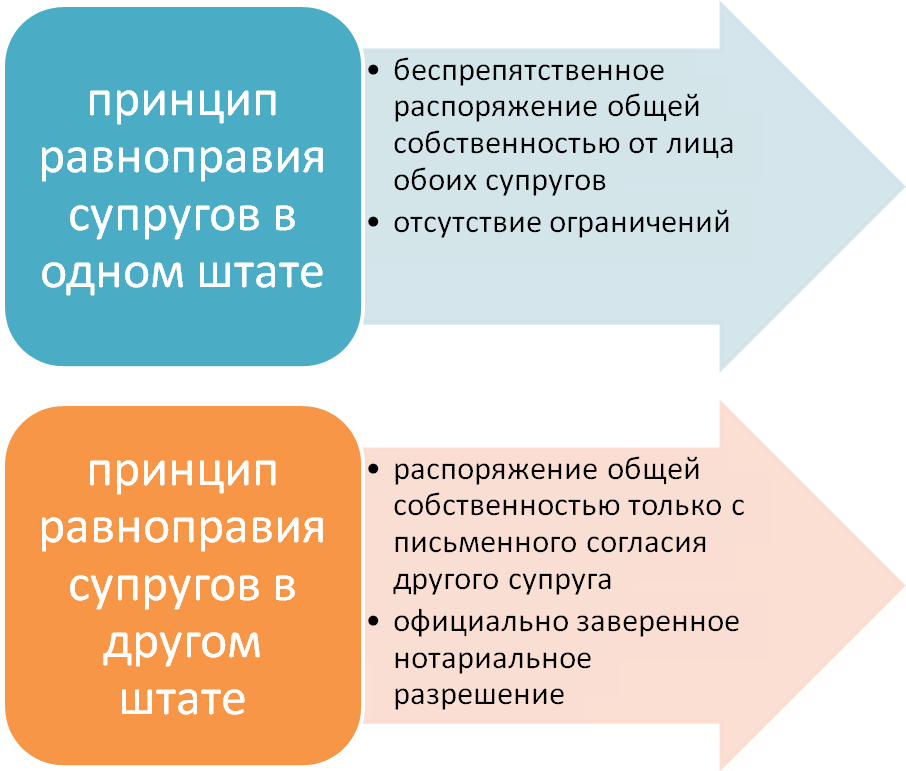 принцип
равноправия
супругов в
одном штате
• беспрепятственное
распоряжение общей
собственностью от лица
обоих супругов
• отсутствие ограничений
принцип
равноправия
супругов в
другом
штате
• распоряжение общей
собственностью только с
письменного согласия
другого супруга
• официально заверенное
нотариальное
разрешение